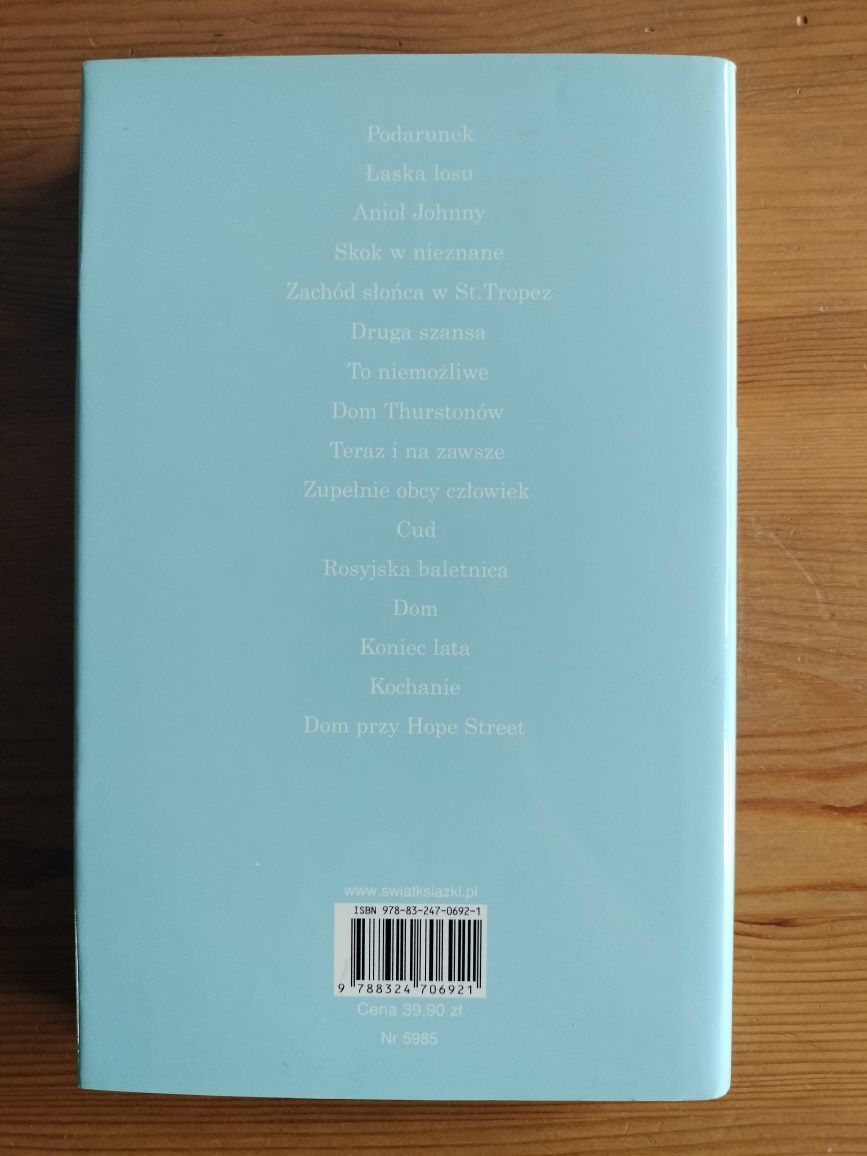 Podarunek
Łaska losu
Anioł Johnny
Skok w nieznane
Zachód słońca w St.Tropez
Druga szansa
To niemożliwe
Dom Thurstonów
Teraz i na zawsze
Zupełnie obcy człowiek
Cud
Rosyjska baletnica
Dom
Koniec lata
Kochanie
Dom przy Hope Street
www.swiatksiazki.pl
ISBN 978-83-247-0692-1
9 788324 706921
Cena 39,90 zł
Nr 5985